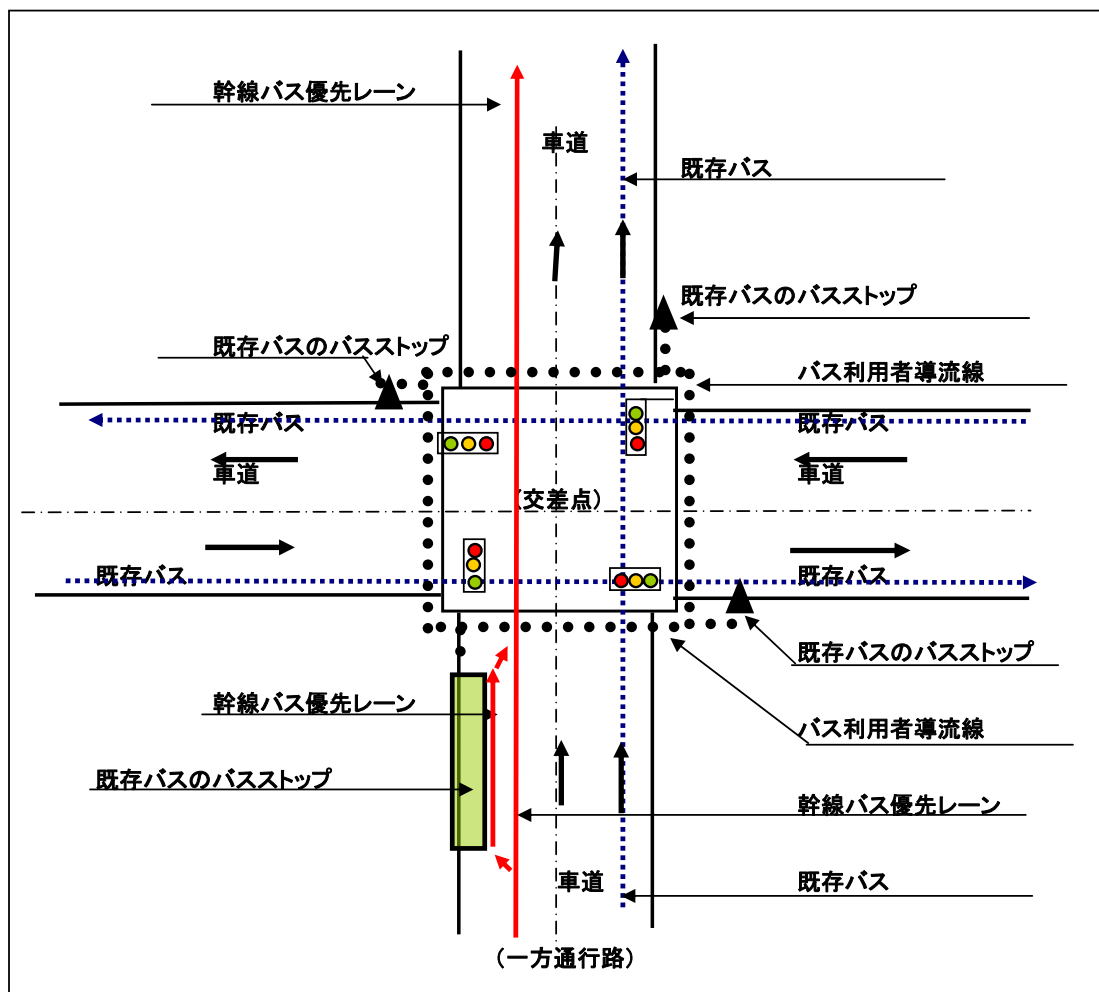 幹線バス優先レーン
車道
既存バス
既存バスのバスストップ
既存バスのバスストップ
バス利用者導流線
既存バス
既存バス
車道
車道
(交差点)
既存バス
既存バス
既存バスのバスストップ
幹線バス優先レーン
バス利用者導流線
既存バスのバスストップ
幹線バス優先レーン
車道
既存バス
(一方通行路)